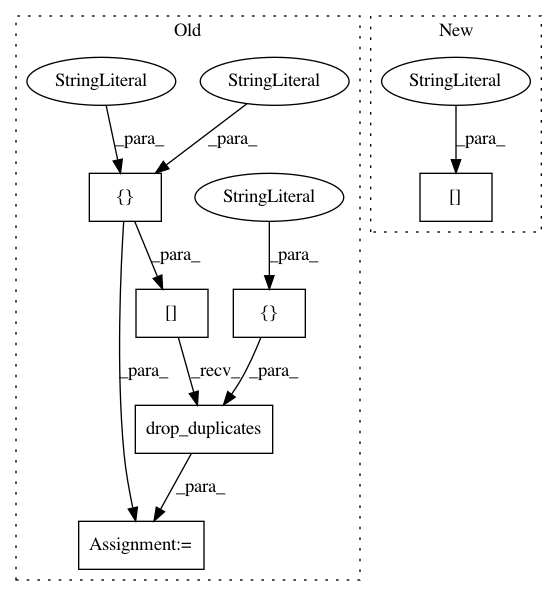 Old
New
StringLiteral
StringLiteral
StringLiteral
_para_
_para_
_para_
{}
StringLiteral
[]
_para_
_para_
[]
{}
_para_
_recv_
_para_
drop_duplicates
_para_
Assignment:=